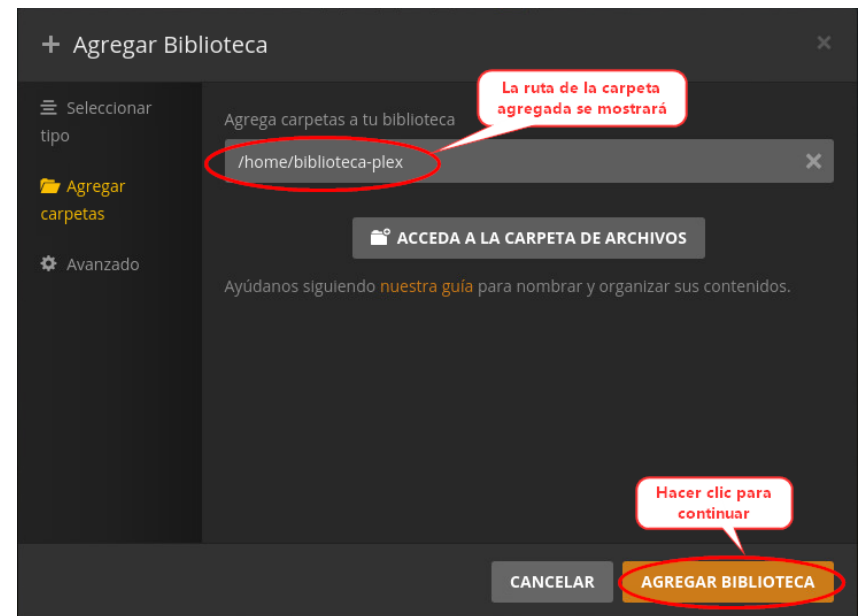 + Agregar Biblioteca
Seleccionar
tipo
Agregar
carpetas
Avanzado
La ruta de la carpeta
agregada se mostrará
Agrega carpetas a tu biblioteca
/home/biblioteca-plex
ACCEDA A LA CARPETA DE ARCHIVOS
Ayúdanos siguiendo nuestra guía para nombrar y organizar sus contenidos.
Hacer clic para
continuar
CANCELAR
AGREGAR BIBLIOTECA